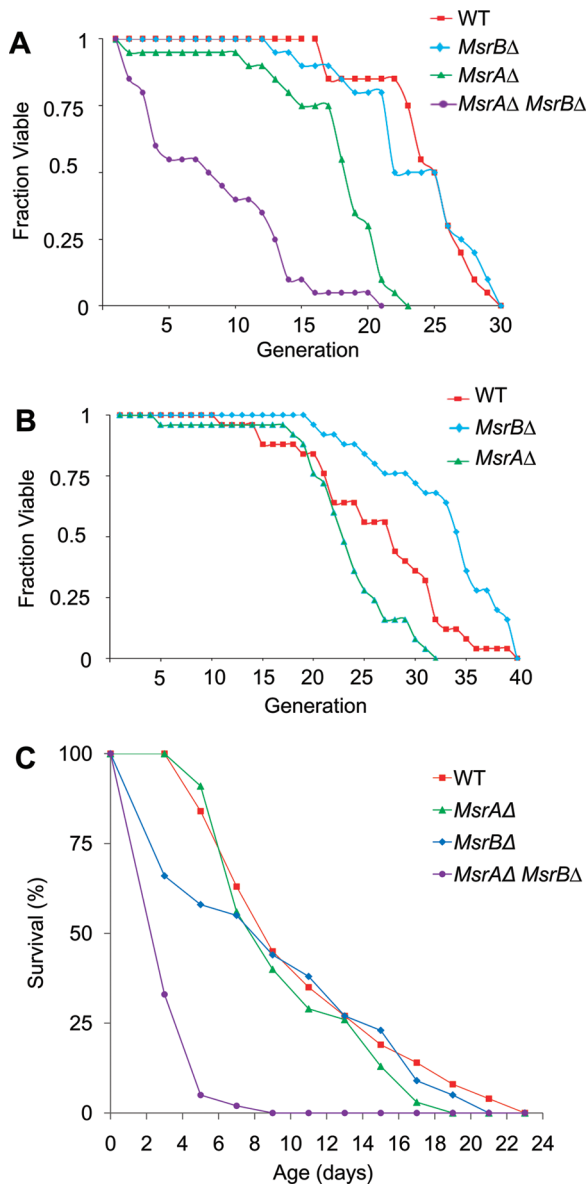 A
WT
MsrBΔ
MsrAΔ
MsrAΔ MsrBΔ
Fraction Viable
1
0.75
0.5
0.25
0
5 10 15 20 25 30
Generation
B
WT
MsrBΔ
MsrAΔ
Fraction Viable
1
0.75
0.5
0.25
0
5 10 15 20 25 30 35 40
Generation
C
WT
MsrAΔ
MsrBΔ
MsrAΔ MsrBΔ
Survival (%)
100
75
50
25
0
0 2 4 6 8 10 12 14 16 18 20 22 24
Age (days)